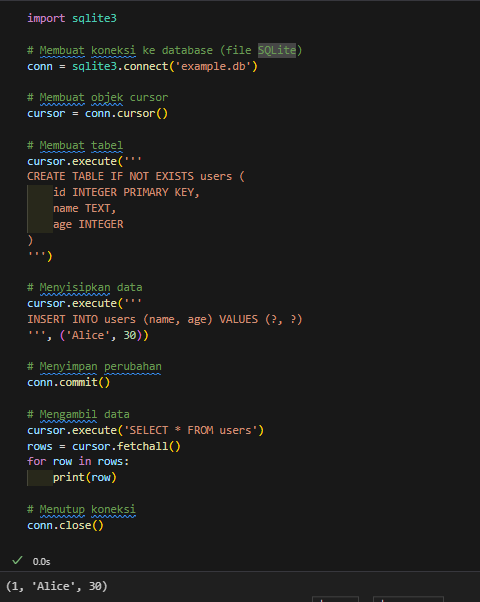 import sqlite3
# Membuat koneksi ke database (file SQLite)
conn = sqlite3.connect('example.db')
# Membuat objek cursor
cursor = conn.cursor()
# Membuat tabel
cursor.execute('''
CREATE TABLE IF NOT EXISTS users (
id INTEGER PRIMARY KEY,
name TEXT,
age INTEGER
)
''')
# Menyisipkan data
cursor.execute('''
INSERT INTO users (name, age) VALUES (?, ?)
''', ('Alice', 30))
# Menyimpan perubahan
conn.commit()
# Mengambil data
cursor.execute('SELECT * FROM users')
rows = cursor.fetchall()
for row in rows:
print(row)
# Menutup koneksi
conn.close()
0.0s
(1, 'Alice', 30)